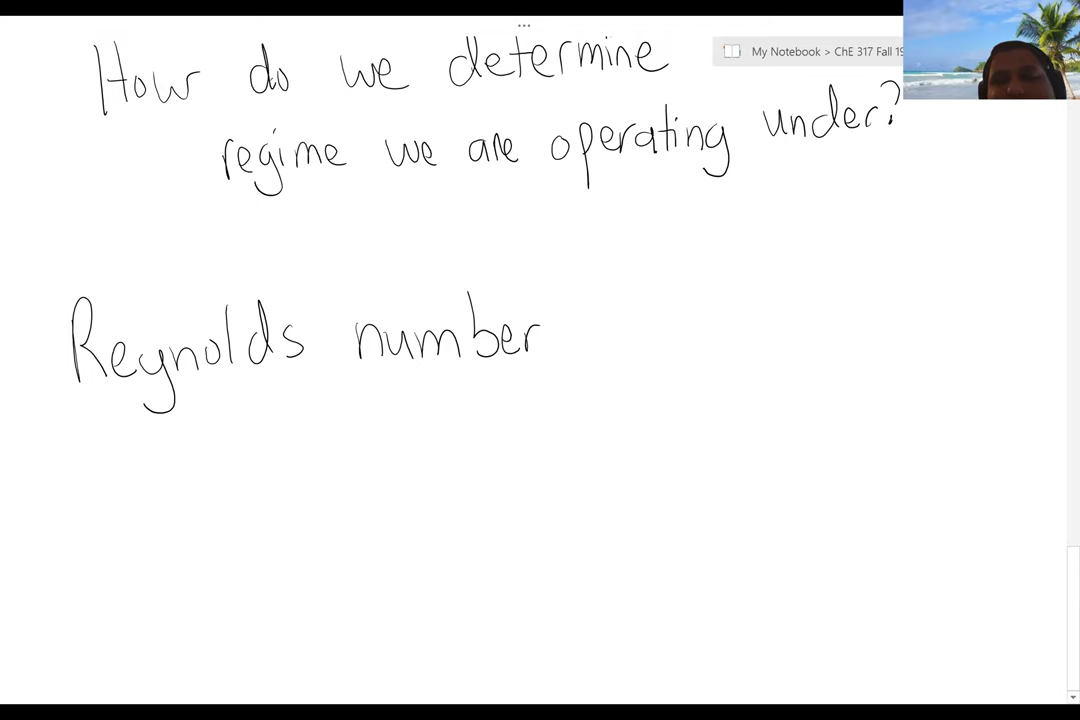 How do we determine
My Notebook > ChE 317 Fall 19
regime we are operating under?
Reynolds number